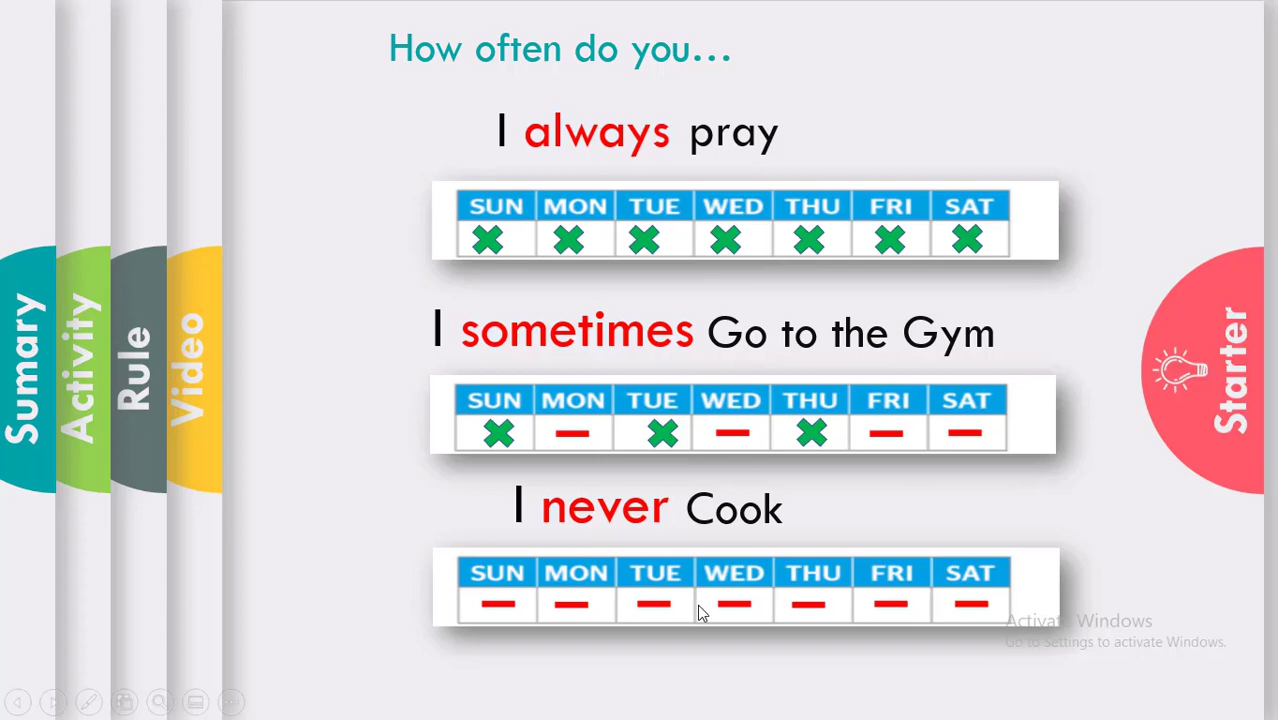 How often do you...
I always pray
SUN MON TUE WED THU FRI SAT
I sometimes Go to the Gym
SUN MON TUE WED THU FRI SAT
I never Cook
SUN MON TUE WED THU FRI SAT
Sumary
Activity
Rule
Video
Starter
Activate Windows
Go to Settings to activate Windows.